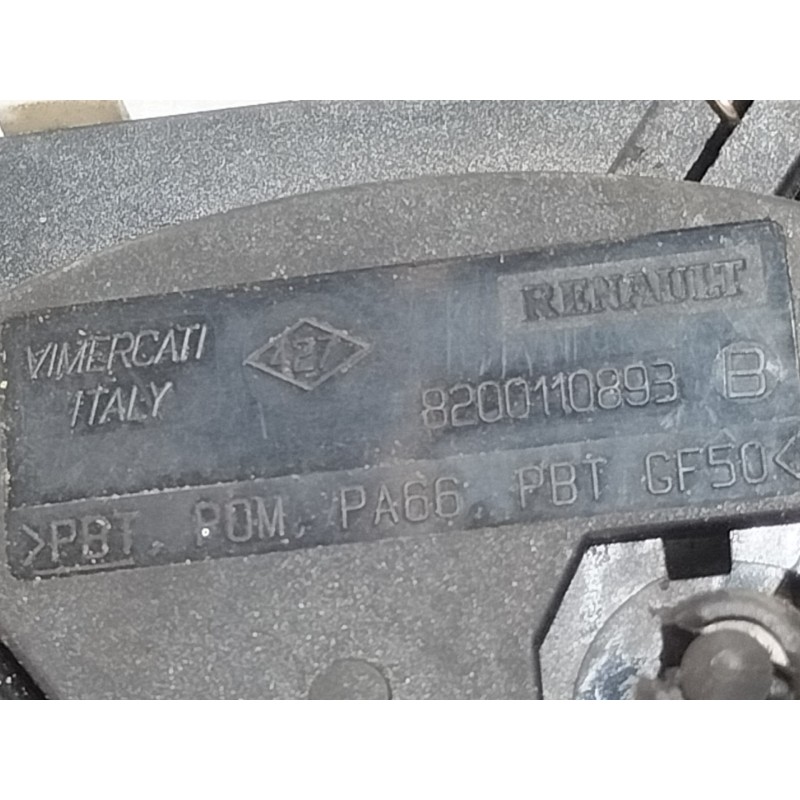 RENAULT
VIMERCATI
ITALY
427
8200110893 B
>PBT, POM, PA66, PBT GF50<